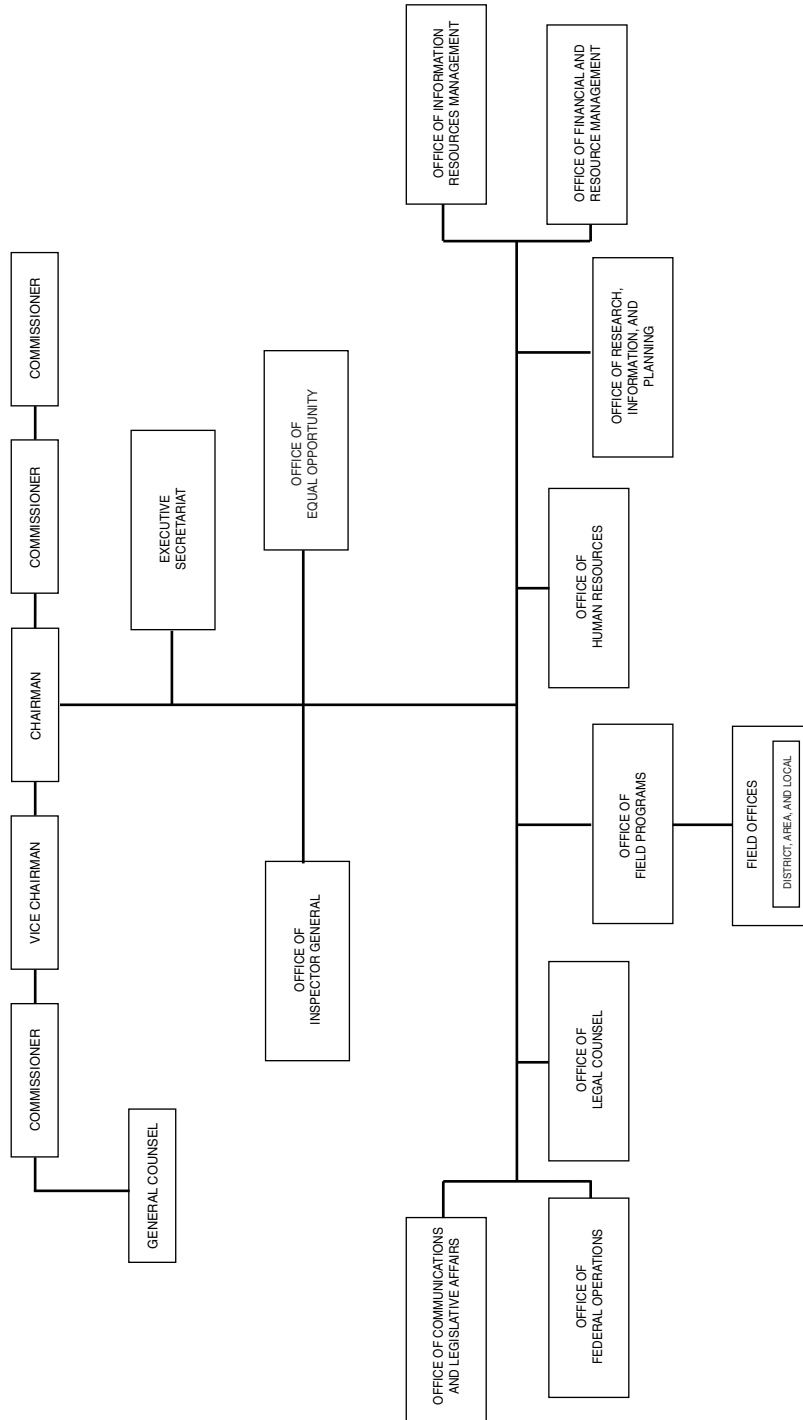 COMMISSIONER
VICE CHAIRMAN
CHAIRMAN
COMMISSIONER
COMMISSIONER
GENERAL COUNSEL
EXECUTIVE
SECRETARIAT
OFFICE OF
INSPECTOR GENERAL
OFFICE OF
EQUAL OPPORTUNITY
OFFICE OF COMMUNICATIONS
AND LEGISLATIVE AFFAIRS
OFFICE OF INFORMATION
RESOURCES MANAGEMENT
OFFICE OF
FEDERAL OPERATIONS
OFFICE OF
LEGAL COUNSEL
OFFICE OF
FIELD PROGRAMS
OFFICE OF
HUMAN RESOURCES
OFFICE OF RESEARCH,
INFORMATION, AND
PLANNING
OFFICE OF FINANCIAL AND
RESOURCE MANAGEMENT
FIELD OFFICES
DISTRICT, AREA, AND LOCAL